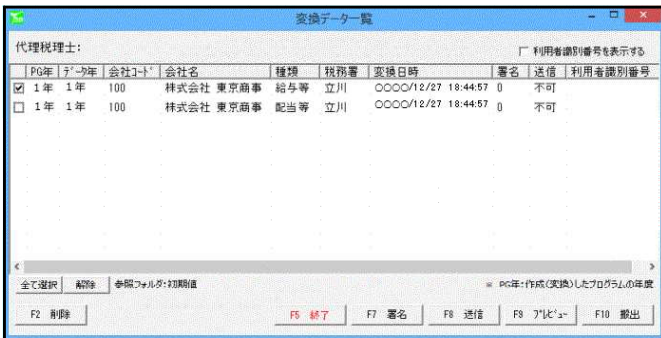 変換データ一覧
代理税理士:
利用者識別番号を表示する
PG年 データ年 会社コード 会社名 種類 税務署 変換日時 署名 送信 利用者識別番号
1年 1年 100 株式会社 東京商事 給与等 立川 〇〇〇〇/12/27 18:44:57 0 不可
1年 1年 100 株式会社 東京商事 配当等 立川 〇〇〇〇/12/27 18:44:57 0 不可
全て選択 解除 参照フォルダ:初期値 ※ PG年:作成(変換)したプログラムの年度
F2 削除 F5 終了 F7 署名 F8 送信 F9 プレビュー F10 搬出